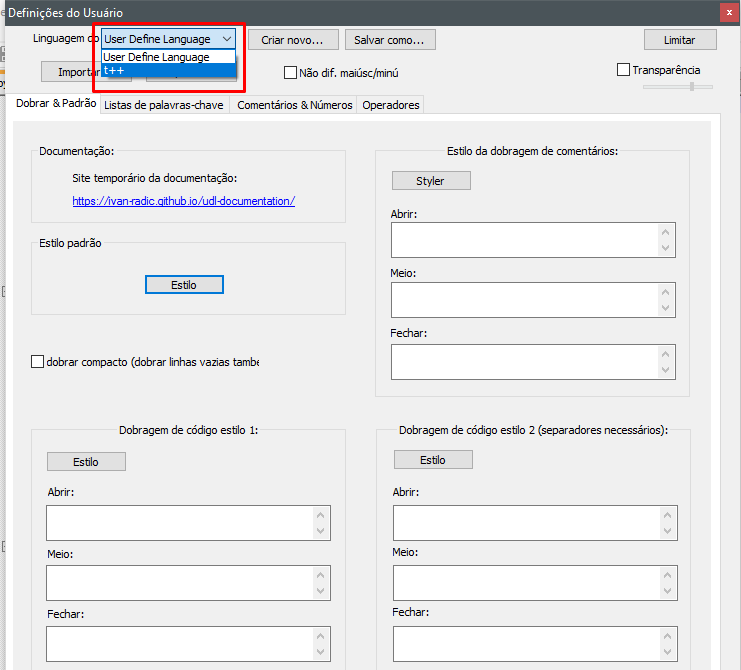 Definições do Usuário
Linguagem do
User Define Language
Criar novo...
Salvar como...
Limitar
User Define Language
t++
Importar
Não dif. maiúsc/minú
Transparência
Dobrar & Padrão
Listas de palavras-chave
Comentários & Números
Operadores
Documentação:
Site temporário da documentação:
https://ivan-radic.github.io/udl-documentation/
Estilo padrão
Estilo
dobrar compacto (dobrar linhas vazias també
Estilo da dobragem de comentários:
Styler
Abrir:
Meio:
Fechar:
Dobragem de código estilo 1:
Estilo
Abrir:
Meio:
Fechar:
Dobragem de código estilo 2 (separadores necessários):
Estilo
Abrir:
Meio:
Fechar: